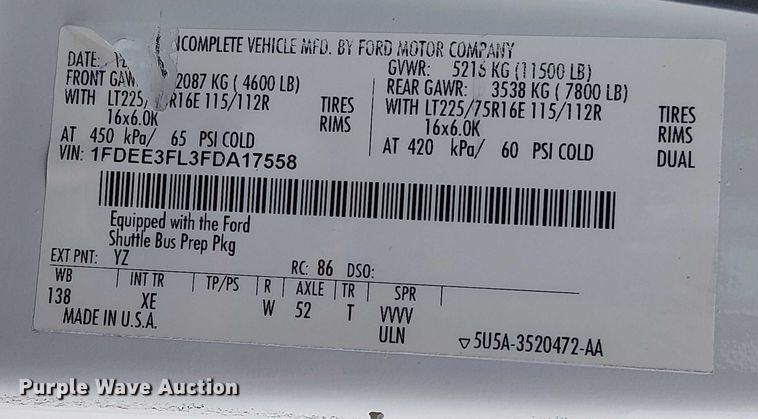 INCOMPLETE VEHICLE MFD. BY FORD MOTOR COMPANY
DATE:
GVWR: 5216 KG (11500 LB)
FRONT GAWR 2087 KG ( 4600 LB)
REAR GAWR: 3538 KG ( 7800 LB)
WITH LT225/ R16E 115/112R TIRES
WITH LT225/75R16E 115/112R TIRES
16x6.0K RIMS
16x6.0K RIMS
AT 450 kPa/ 65 PSI COLD
AT 420 kPa/ 60 PSI COLD DUAL
VIN: 1FDEE3FL3FDA17558
Equipped with the Ford
Shuttle Bus Prep Pkg
EXT PNT: YZ RC: 86 DSO:
WB INT TR TP/PS R AXLE TR SPR
138 XE W 52 T VVVV
MADE IN U.S.A. ULN ▽5U5A-3520472-AA
Purple Wave Auction